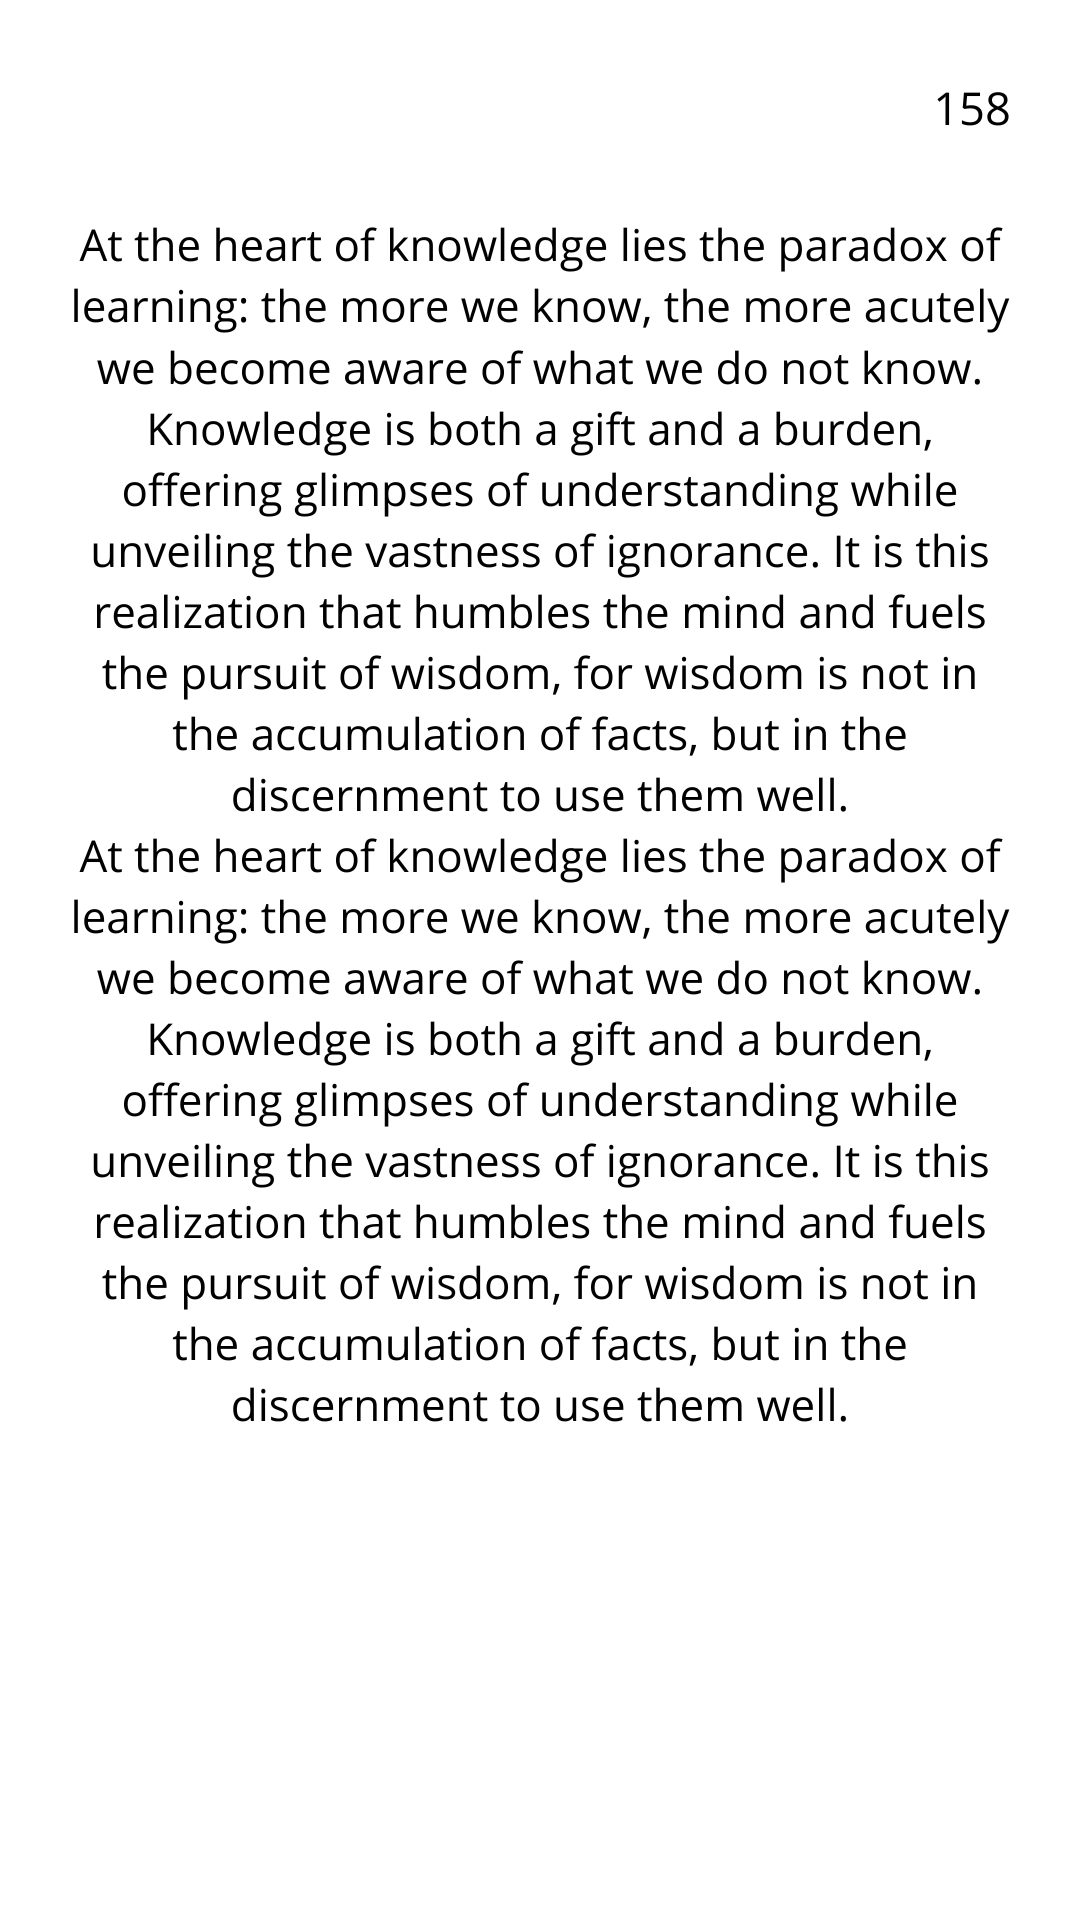 158
At the heart of knowledge lies the paradox of
learning: the more we know, the more acutely
we become aware of what we do not know.
Knowledge is both a gift and a burden,
offering glimpses of understanding while
unveiling the vastness of ignorance. It is this
realization that humbles the mind and fuels
the pursuit of wisdom, for wisdom is not in
the accumulation of facts, but in the
discernment to use them well.
At the heart of knowledge lies the paradox of
learning: the more we know, the more acutely
we become aware of what we do not know.
Knowledge is both a gift and a burden,
offering glimpses of understanding while
unveiling the vastness of ignorance. It is this
realization that humbles the mind and fuels
the pursuit of wisdom, for wisdom is not in
the accumulation of facts, but in the
discernment to use them well.